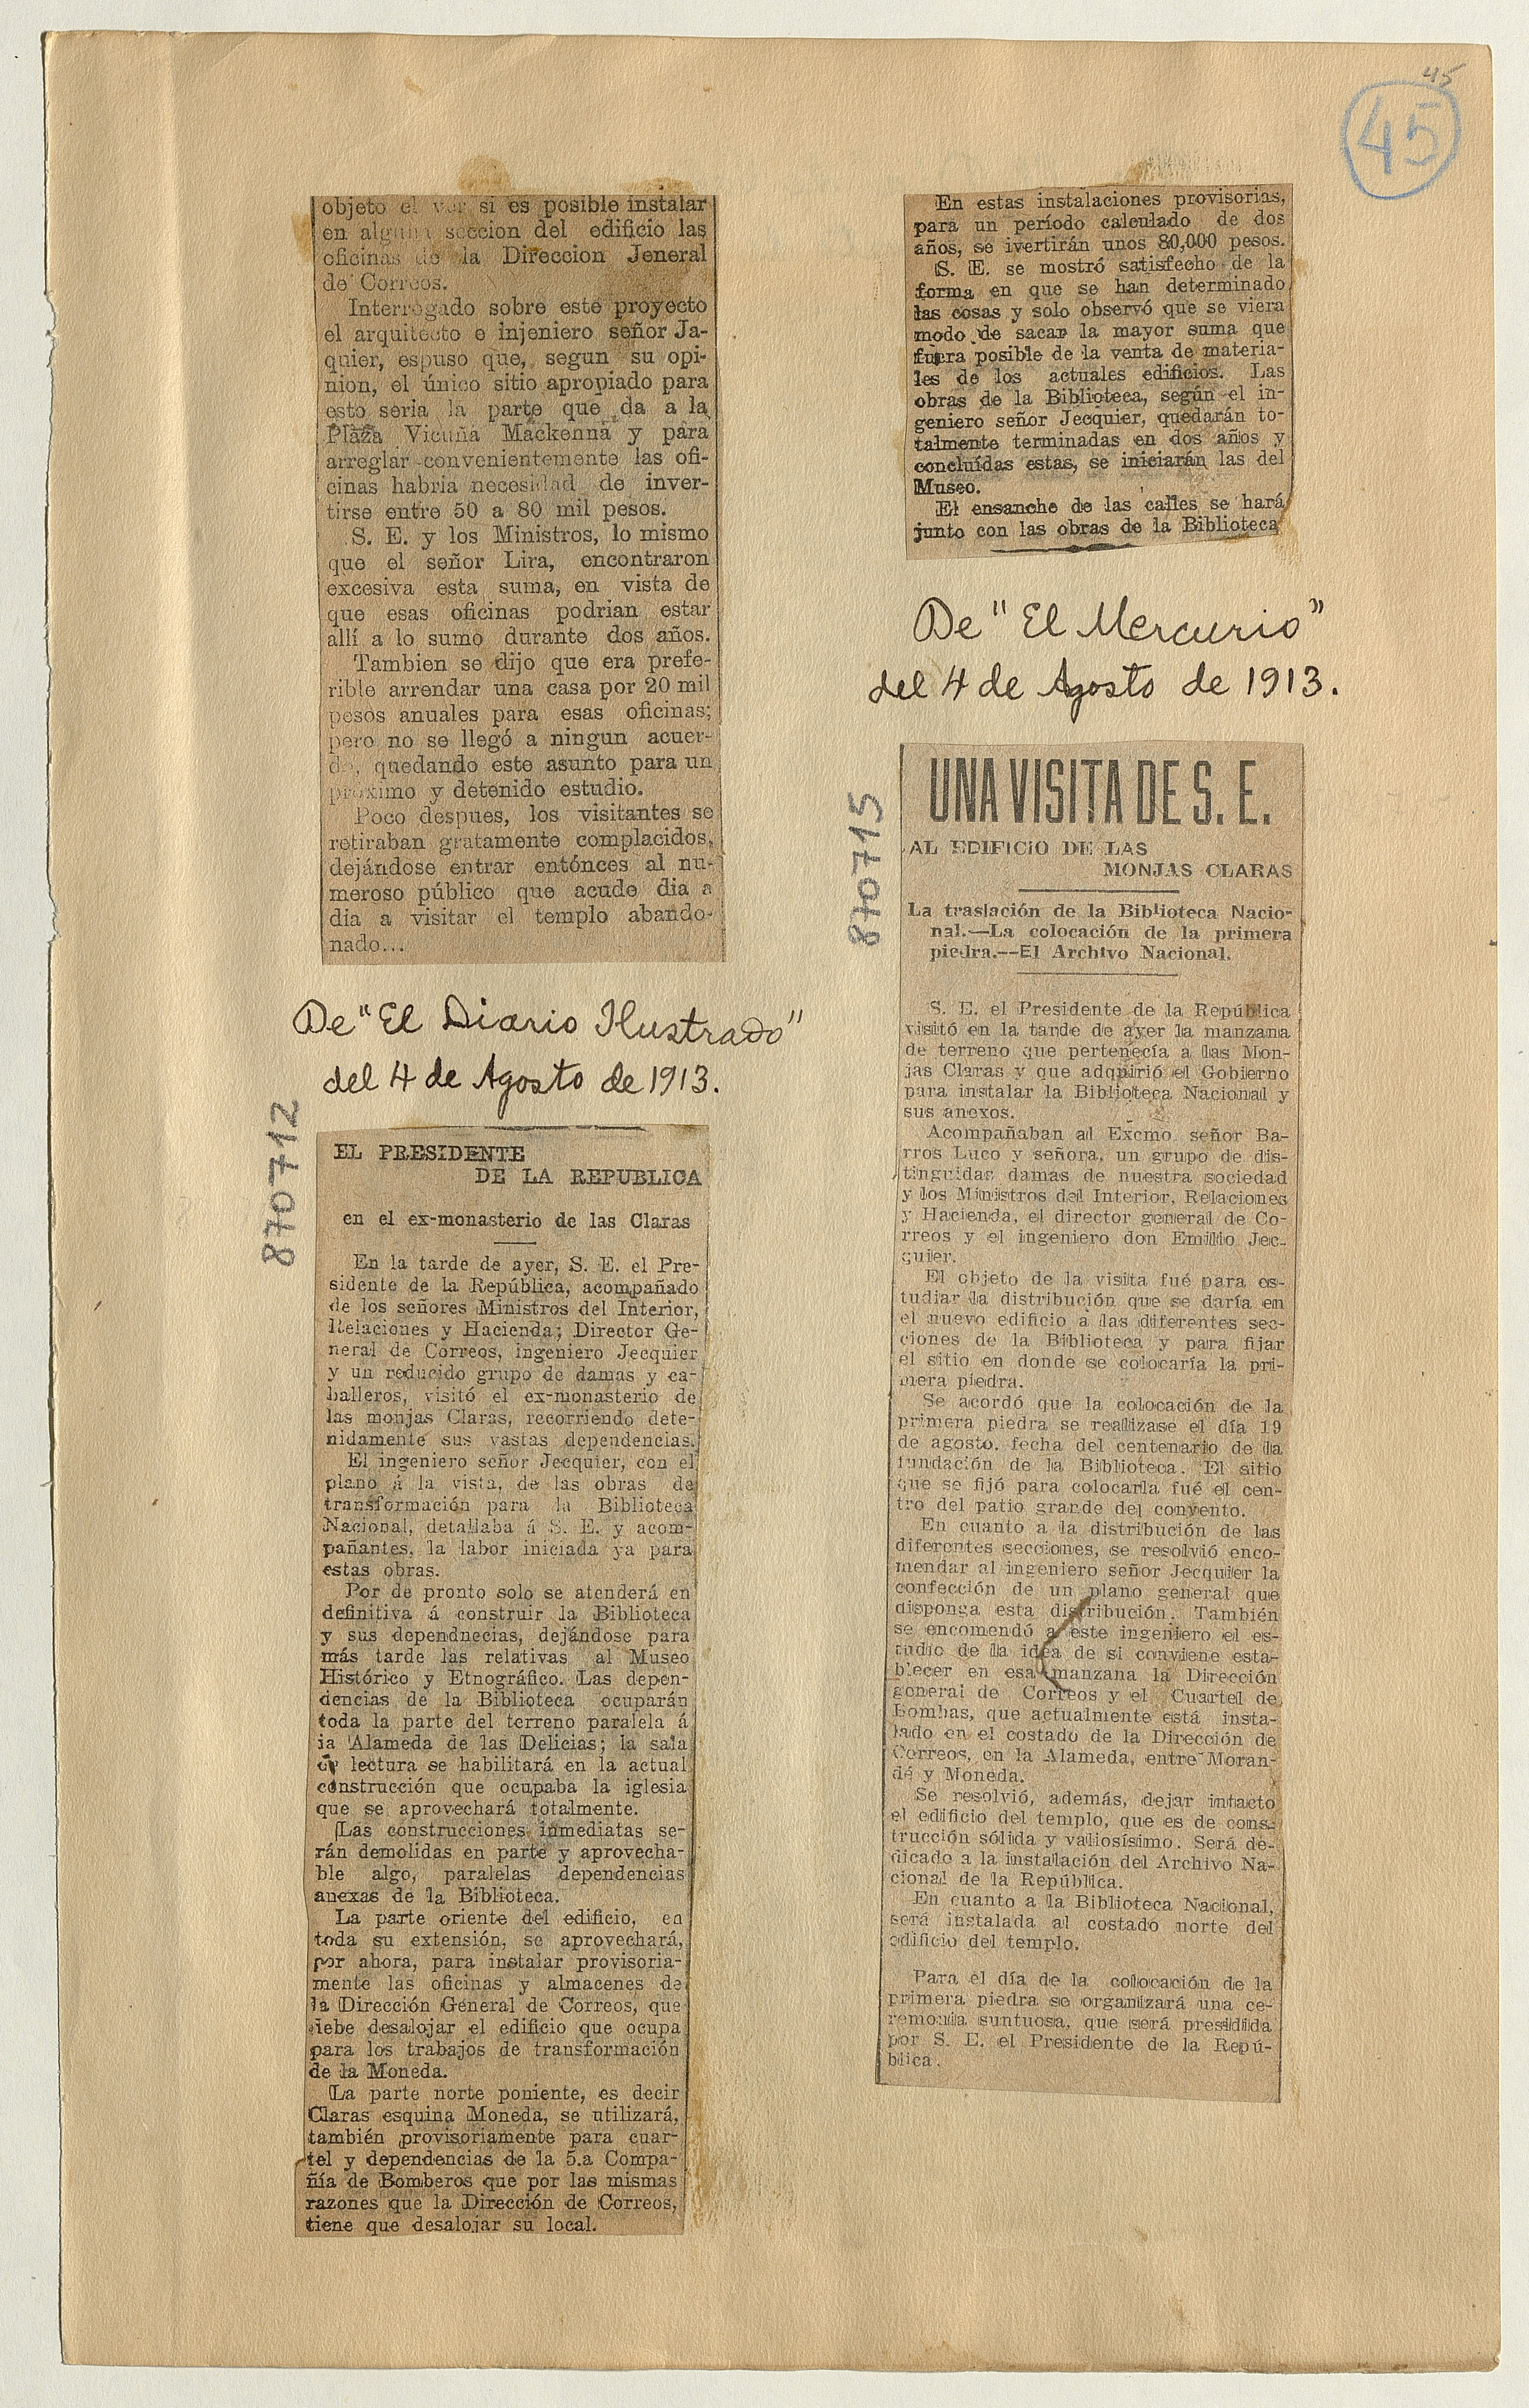 45
45
objeto el ver si es posible instalar
en alguna seccion del edificio las
oficinas de la Direccion Jeneral
de Correos.
Interrogado sobre este proyecto
el arquitecto e injeniero señor Ja-
quier, espuso que, segun su opi-
nion, el único sitio apropiado para
esto seria la parte que da a la
Plaza Vicuña Mackenna y para
arreglar convenientemente las ofi-
cinas habria necesidad de inver-
tirse entre 50 a 80 mil pesos.
S. E. y los Ministros, lo mismo
que el señor Lira, encontraron
excesiva esta suma, en vista de
que esas oficinas podrian estar
allí a lo sumo durante dos años.
Tambien se dijo que era prefe-
rible arrendar una casa por 20 mil
pesos anuales para esas oficinas;
pero no se llegó a ningun acuer-
do, quedando este asunto para un
próximo y detenido estudio.
Poco despues, los visitantes se
retiraban gratamente complacidos,
dejándose entrar entónces al nu-
meroso público que acude dia a
dia a visitar el templo abando-
nado...
De "El Diario Ilustrado"
del 4 de Agosto de 1913.
870712
EL PRESIDENTE
DE LA REPUBLICA
en el ex-monasterio de las Claras
En la tarde de ayer, S. E. el Pre-
sidente de la República, acompañado
de los señores Ministros del Interior,
Relaciones y Hacienda; Director Ge-
neral de Correos, ingeniero Jecquier
y un reducido grupo de damas y ca-
balleros, visitó el ex-monasterio de
las monjas Claras, recorriendo dete-
nidamente sus vastas dependencias.
El ingeniero señor Jecquier, con el
plano á la vista, de las obras de
transformación para la Biblioteca
Nacional, detallaba á S. E. y acom-
pañantes, la labor iniciada ya para
estas obras.
Por de pronto solo se atenderá en
definitiva á construir la Biblioteca
y sus dependnecias, dejándose para
más tarde las relativas al Museo
Histórico y Etnográfico. Las depen-
dencias de la Biblioteca ocuparán
toda la parte del terreno paralela á
la Alameda de las Delicias; la sala
de lectura se habilitará en la actual
construcción que ocupaba la iglesia
que se aprovechará totalmente.
Las construcciones inmediatas se-
rán demolidas en parte y aprovecha-
ble algo, paralelas dependencias
anexas de la Biblioteca.
La parte oriente del edificio, en
toda su extensión, se aprovechará,
por ahora, para instalar provisoria-
mente las oficinas y almacenes de
la Dirección General de Correos, que
debe desalojar el edificio que ocupa
para los trabajos de transformación
de la Moneda.
La parte norte poniente, es decir
Claras esquina Moneda, se utilizará,
también provisoriamente para cuar-
tel y dependencias de la 5.a Compa-
ñía de Bomberos que por las mismas
razones que la Dirección de Correos,
tiene que desalojar su local.
En estas instalaciones provisorias,
para un período calculado de dos
años, se ivertirán unos 80,000 pesos.
S. E. se mostró satisfecho de la
forma en que se han determinado
las cosas y solo observó que se viera
modo de sacar la mayor suma que
fuera posible de la venta de materia-
les de los actuales edificios. Las
obras de la Biblioteca, según el in-
geniero señor Jecquier, quedarán to-
talmente terminadas en dos años y
concluídas estas, se iniciarán las del
Museo.
El ensanche de las calles se hará
junto con las obras de la Biblioteca
De "El Mercurio"
del 4 de Agosto de 1913.
870715
UNA VISITA DE S. E.
AL EDIFICIO DE LAS
MONJAS CLARAS
La traslación de la Biblioteca Nacio-
nal.—La colocación de la primera
piedra.--El Archivo Nacional.
S. E. el Presidente de la República
visitó en la tarde de ayer la manzana
de terreno que pertenecía a las Mon-
jas Claras y que adquirió el Gobierno
para instalar la Biblioteca Nacional y
sus anexos.
Acompañaban al Excmo. señor Ba-
rros Luco y señora, un grupo de dis-
tinguidas damas de nuestra sociedad
y los Ministros del Interior, Relaciones
y Hacienda, el director general de Co-
rreos y el ingeniero don Emilio Jec-
quier.
El objeto de la visita fué para es-
tudiar la distribución que se daría en
el nuevo edificio a las diferentes sec-
ciones de la Biblioteca y para fijar
el sitio en donde se colocaría la pri-
mera piedra.
Se acordó que la colocación de la
primera piedra se realizase el día 19
de agosto, fecha del centenario de la
fundación de la Biblioteca. El sitio
que se fijó para colocarla fué el cen-
tro del patio grande del convento.
En cuanto a la distribución de las
diferentes secciones, se resolvió enco-
mendar al ingeniero señor Jecquier la
confección de un plano general que
disponga esta distribución. También
se encomendó a este ingeniero el es-
tudio de la idea de si conviene esta-
blecer en esa manzana la Dirección
general de Correos y el Cuartel de
Bombas, que actualmente está insta-
lado en el costado de la Dirección de
Correos, en la Alameda, entre Moran-
dé y Moneda.
Se resolvió, además, dejar intacto
el edificio del templo, que es de cons-
trucción sólida y valiosísimo. Será de-
dicado a la instalación del Archivo Na-
cional de la República.
En cuanto a la Biblioteca Nacional,
será instalada al costado norte del
edificio del templo.
Para el día de la colocación de la
primera piedra se organizará una ce-
remonia suntuosa, que será presidida
por S. E. el Presidente de la Repú-
blica.